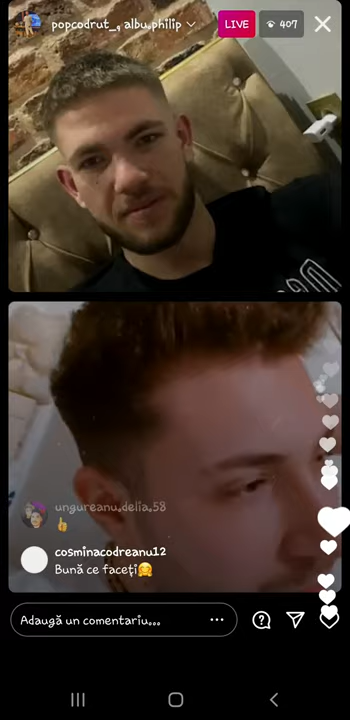 popcodrut_, albu.philip
LIVE
407
ungureanu.delia.58
👍
cosminacodreanu12
Bună ce faceți🤗
Adaugă un comentariu...